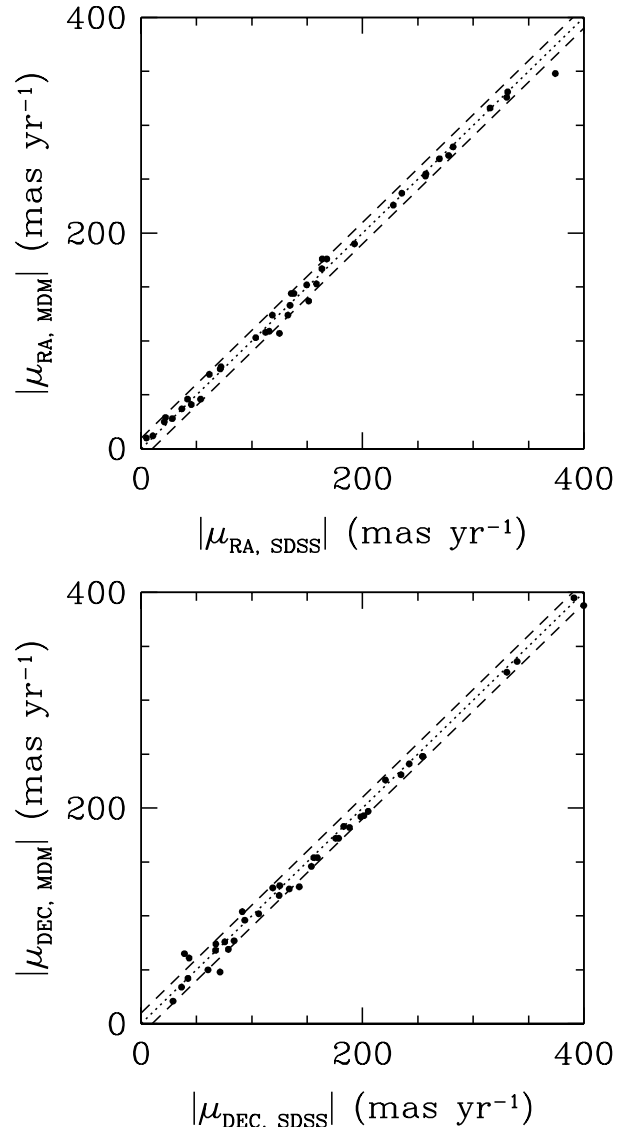 400
200
0
|μRA, MDM| (mas yr−1)
0 200 400
|μRA, SDSS| (mas yr−1)
400
200
0
|μDEC, MDM| (mas yr−1)
0 200 400
|μDEC, SDSS| (mas yr−1)